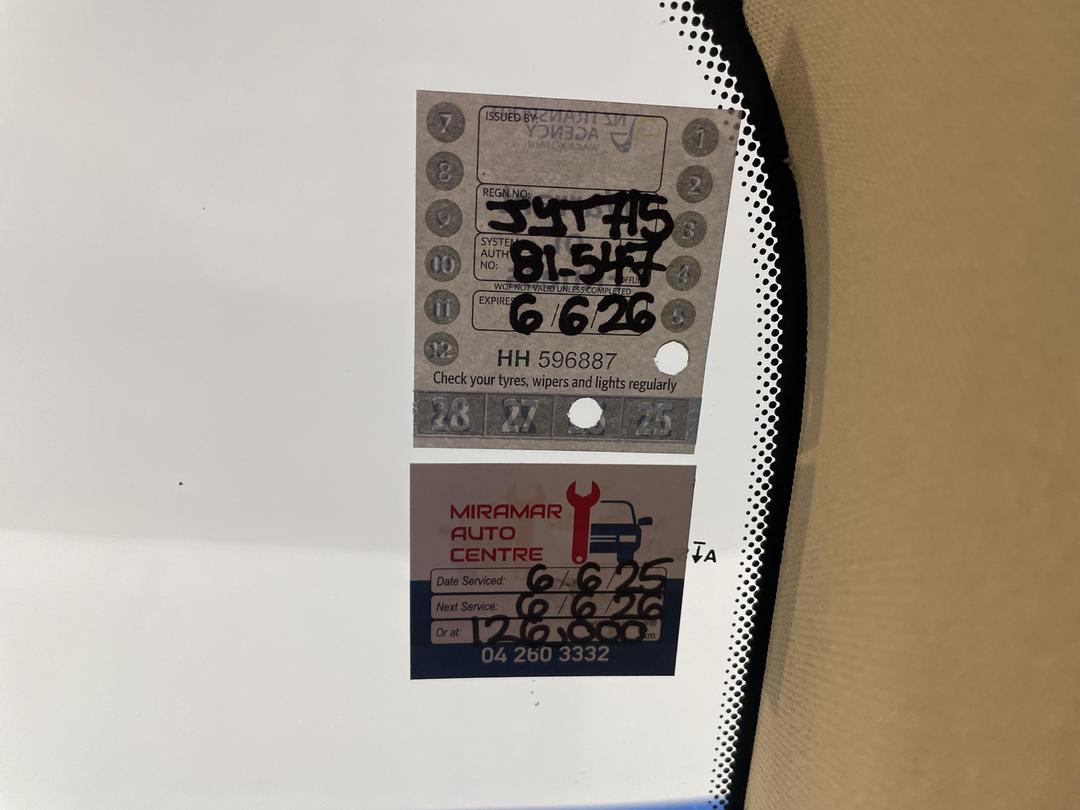 7
8
9
10
11
12
1
2
3
4
5
ISSUED BY:
NZ TRANSPORT
AGENCY
WAKA KOTAHI
REGN NO:
JYT715
SYSTEM
AUTH
NO:
OFFLINE
WOF NOT VALID UNLESS COMPLETED
EXPIRES
6/6/26
HH 596887
Check your tyres, wipers and lights regularly
28 27 25
MIRAMAR
AUTO
CENTRE
Date Serviced: 6/6/25
Next Service: 6/6/26
Or at: 126,000 km
04 260 3332
A